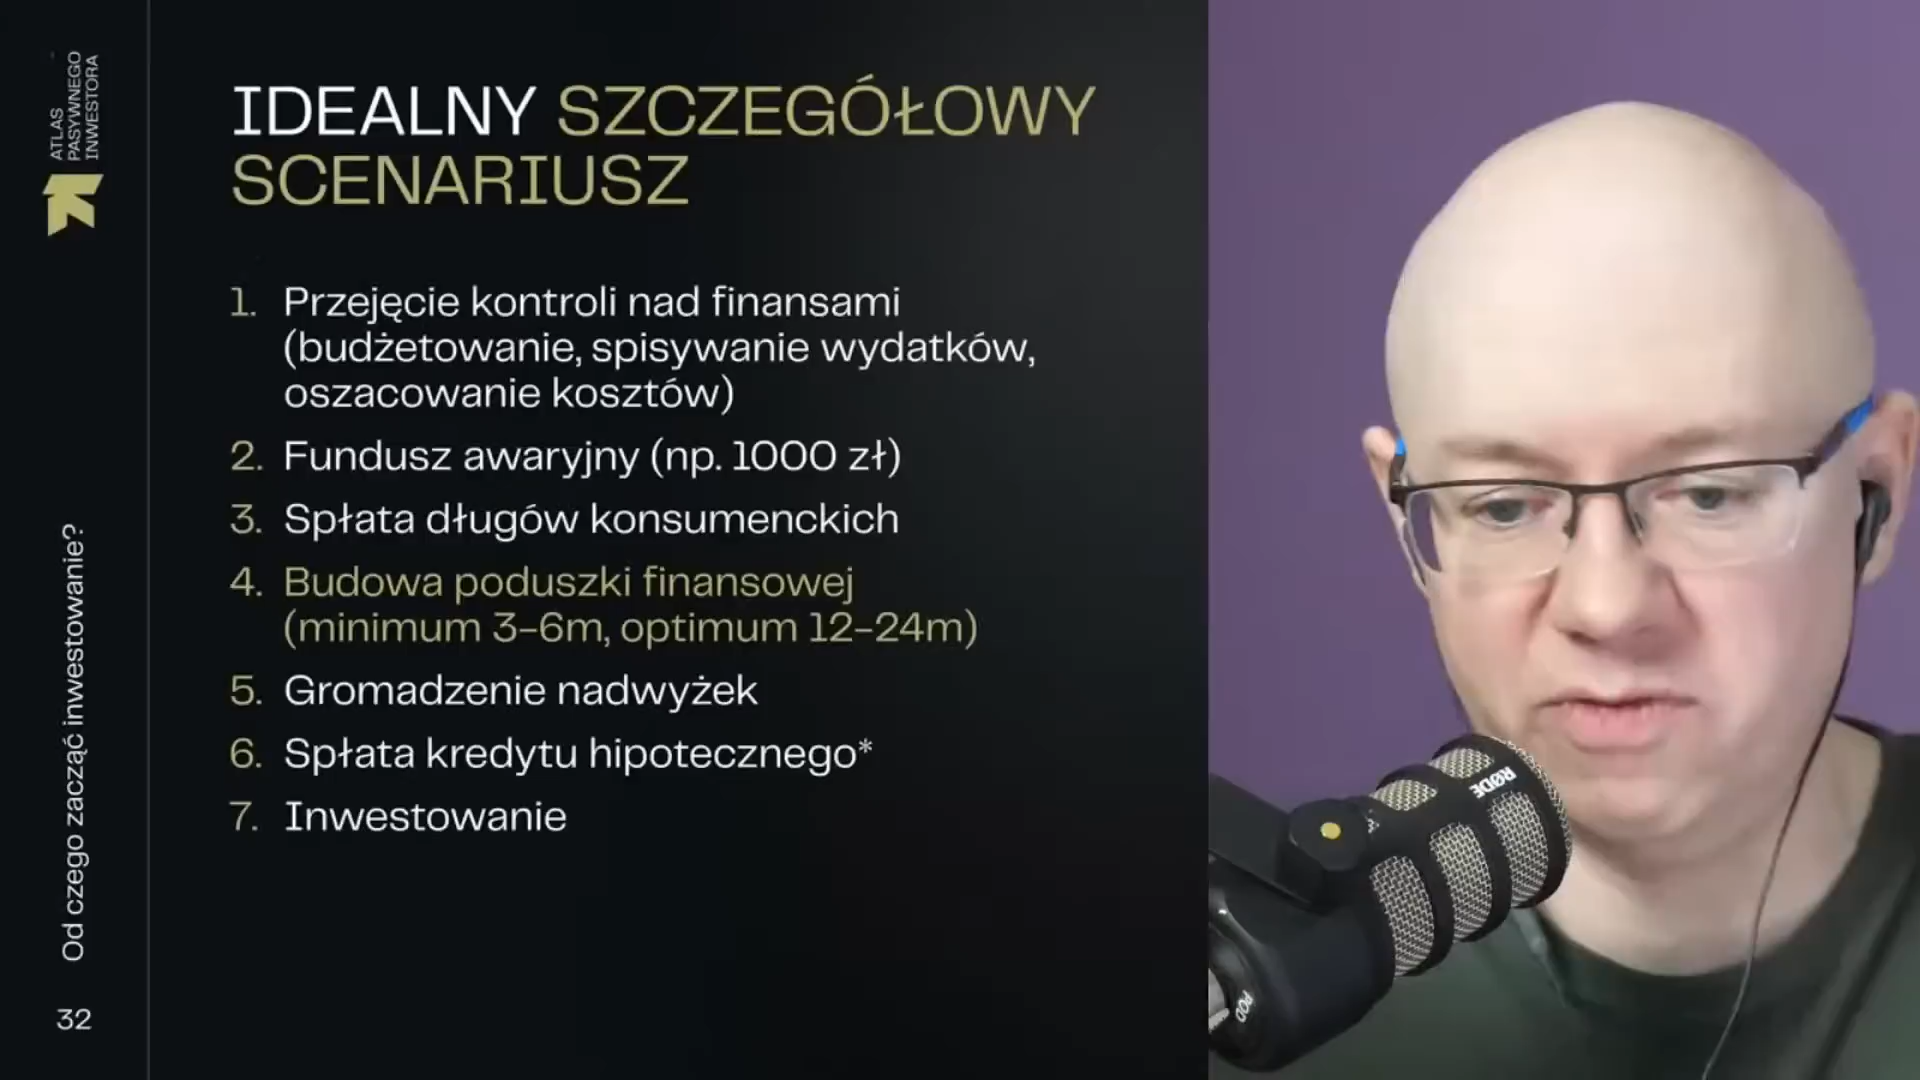 ATLAS
PASYWNEGO
INWESTORA
IDEALNY SZCZEGÓŁOWY
SCENARIUSZ
1. Przejęcie kontroli nad finansami
(budżetowanie, spisywanie wydatków,
oszacowanie kosztów)
2. Fundusz awaryjny (np. 1000 zł)
3. Spłata długów konsumenckich
4. Budowa poduszki finansowej
(minimum 3–6m, optimum 12–24m)
5. Gromadzenie nadwyżek
6. Spłata kredytu hipotecznego*
7. Inwestowanie
Od czego zacząć inwestowanie?
32
RØDE
POD